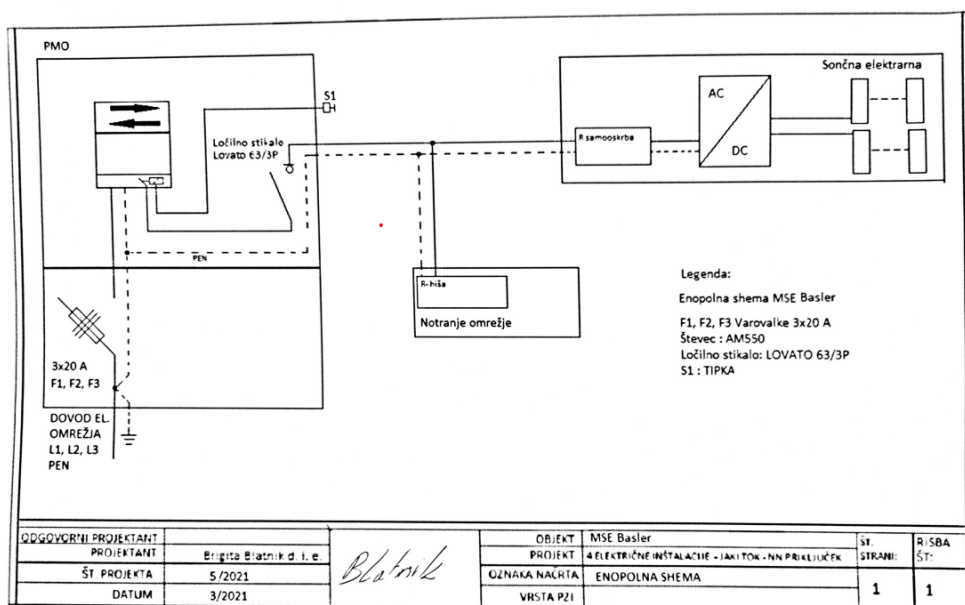 PMO
S1
Ločilno stikalo
Lovato 63/3P
PEN
3x20 A
F1, F2, F3
DOVOD EL.
OMREŽJA
L1, L2, L3
PEN
Sončna elektrarna
R samooskrba
AC
DC
R-hiša
Notranje omrežje
Legenda:
Enopolna shema MSE Basler
F1, F2, F3 Varovalke 3x20 A
Števec : AM550
Ločilno stikalo: LOVATO 63/3P
S1 : TIPKA
ODGOVORNI PROJEKTANT
PROJEKTANT Brigita Blatnik d. i. e.
ŠT. PROJEKTA 5/2021
DATUM 3/2021
Blatnik
OBJEKT MSE Basler
PROJEKT 4 ELEKTRIČNE INŠTALACIJE - JAKI TOK - NN PRIKLJUČEK
OZNAKA NAČRTA ENOPOLNA SHEMA
VRSTA PZI
ŠT. STRANI: 1
RISBA ŠT: 1